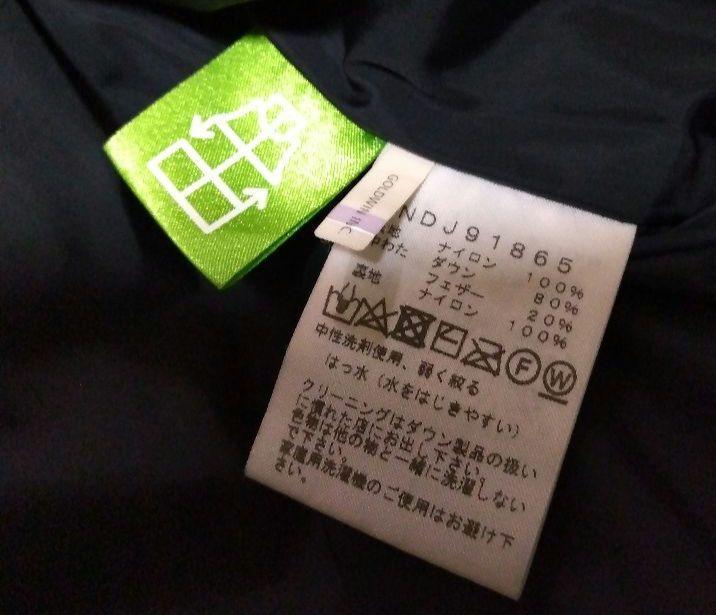 GOLDWIN INC
NDJ91865
ナイロン 100%
中わた ダウン 80%
フェザー 20%
裏地 ナイロン 100%
F W
中性洗剤使用、弱く絞る
はっ水（水をはじきやすい）
クリーニングはダウン製品の扱い
に慣れた店にお出し下さい。
色柄は他の物と一緒に洗濯しない
で下さい。
家庭用洗濯機のご使用はお避け下
さい。